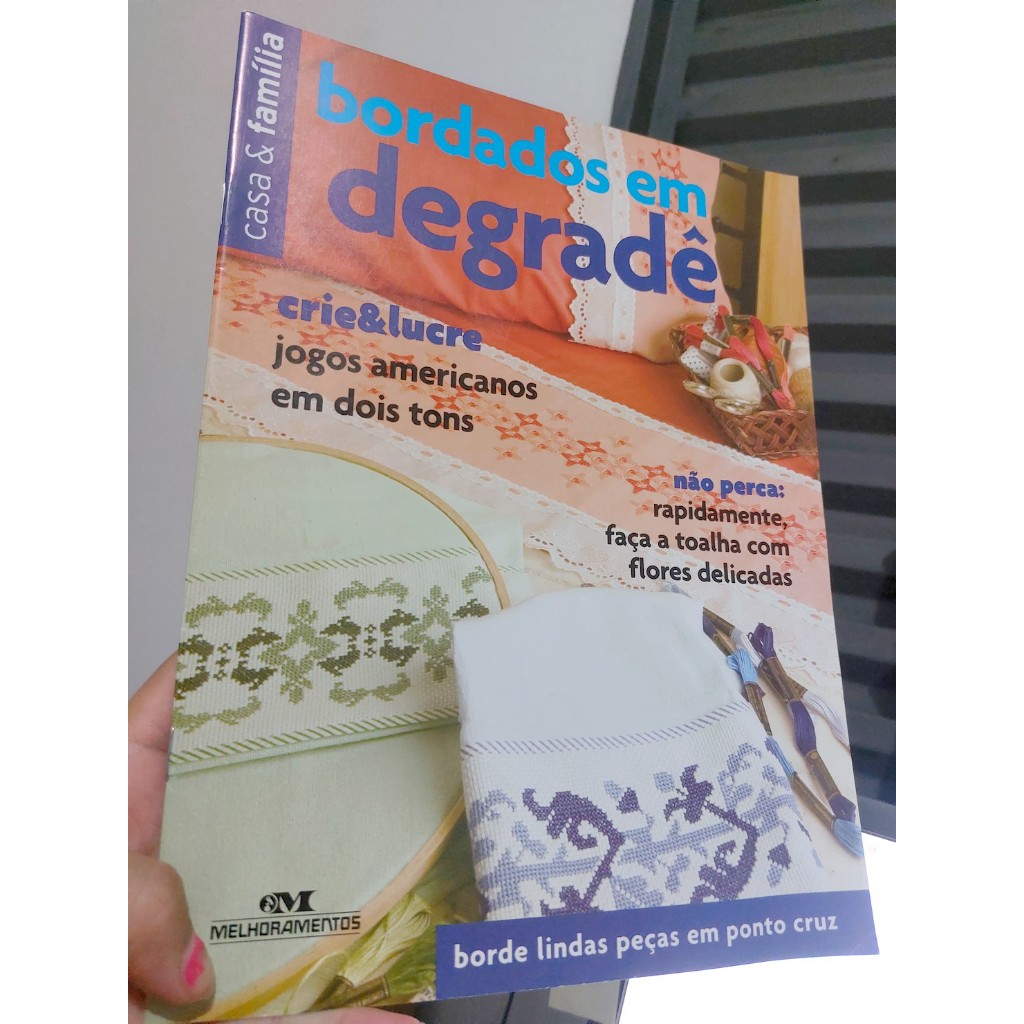 casa & família
bordados em
degradê
crie&lucre
jogos americanos
em dois tons
não perca:
rapidamente,
faça a toalha com
flores delicadas
MELHORAMENTOS
borde lindas peças em ponto cruz